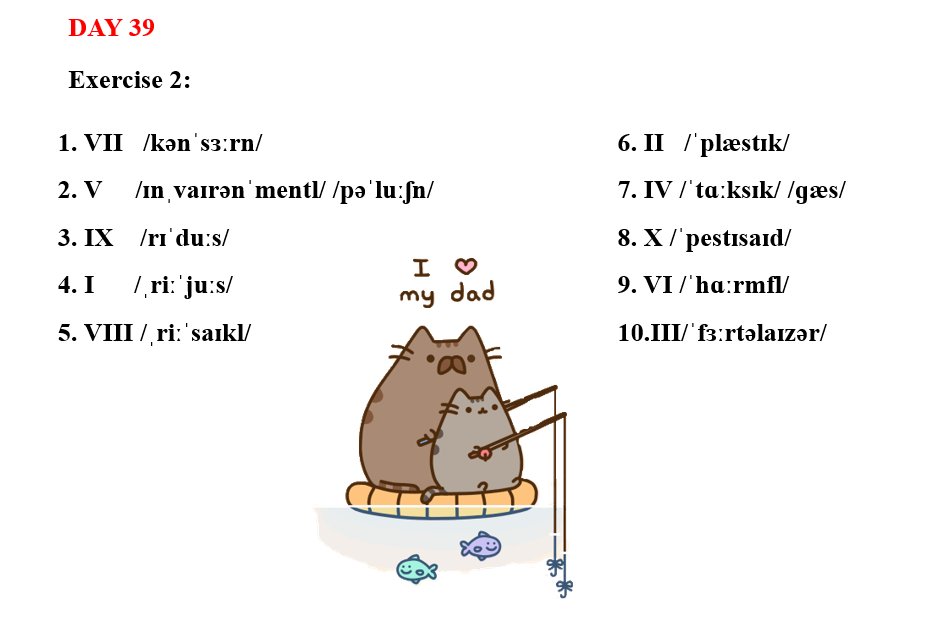 DAY 39
Exercise 2:
1. VII /kənˈsɜːrn/
2. V /ɪnˌvaɪrənˈmentl/ /pəˈluːʃn/
3. IX /rɪˈduːs/
4. I /ˌriːˈjuːs/
5. VIII /ˌriːˈsaɪkl/
6. II /ˈplæstɪk/
7. IV /ˈtɑːksɪk/ /ɡæs/
8. X /ˈpestɪsaɪd/
9. VI /ˈhɑːrmfl/
10.III/ˈfɜːrtəlaɪzər/
I
my dad